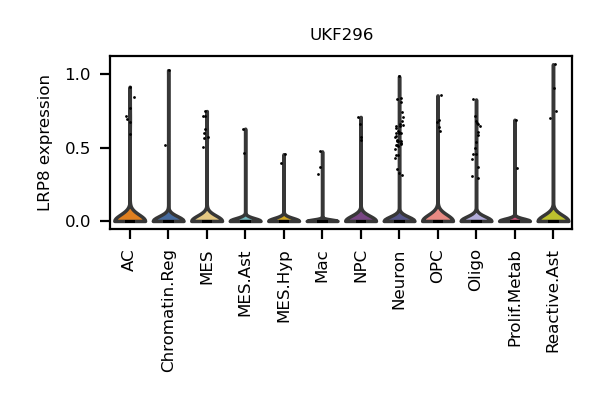 UKF296
LRP8 expression
1.0
0.5
0.0
AC
Chromatin.Reg
MES
MES.Ast
MES.Hyp
Mac
NPC
Neuron
OPC
Oligo
Prolif.Metab
Reactive.Ast